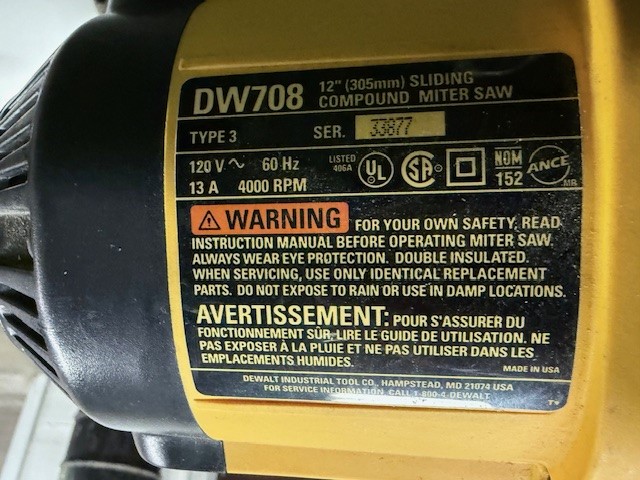 DW708 12" (305mm) SLIDING
COMPOUND MITER SAW
TYPE 3 SER. 33877
120 V ~ 60 Hz LISTED UL SA NOM ANCE
13 A 4000 RPM 406A 152 MR
⚠ WARNING FOR YOUR OWN SAFETY, READ
INSTRUCTION MANUAL BEFORE OPERATING MITER SAW.
ALWAYS WEAR EYE PROTECTION. DOUBLE INSULATED.
WHEN SERVICING, USE ONLY IDENTICAL REPLACEMENT
PARTS. DO NOT EXPOSE TO RAIN OR USE IN DAMP LOCATIONS.
AVERTISSEMENT: POUR S'ASSURER DU
FONCTIONNEMENT SÛR, LIRE LE GUIDE DE UTILISATION. NE
PAS EXPOSER À LA PLUIE ET NE PAS UTILISER DANS LES
EMPLACEMENTS HUMIDES.
MADE IN USA
DEWALT INDUSTRIAL TOOL CO., HAMPSTEAD, MD 21074 USA
FOR SERVICE INFORMATION CALL 1-800-4-DEWALT